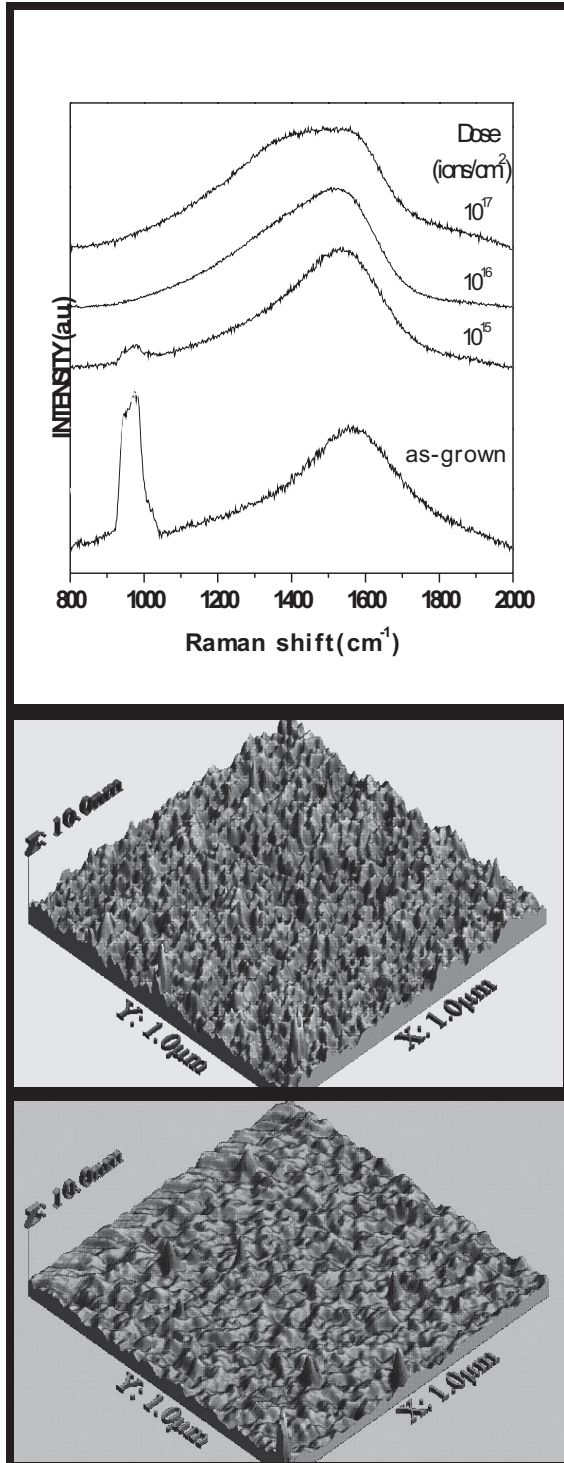 Dose
(ions/cm²)
10¹⁷
10¹⁶
10¹⁵
as-grown
INTENSITY (a.u.)
800 1000 1200 1400 1600 1800 2000
Raman shift (cm⁻¹)
Z: 10.0nm
Y: 1.0µm
X: 1.0µm
Z: 10.0nm
Y: 1.0µm
X: 1.0µm